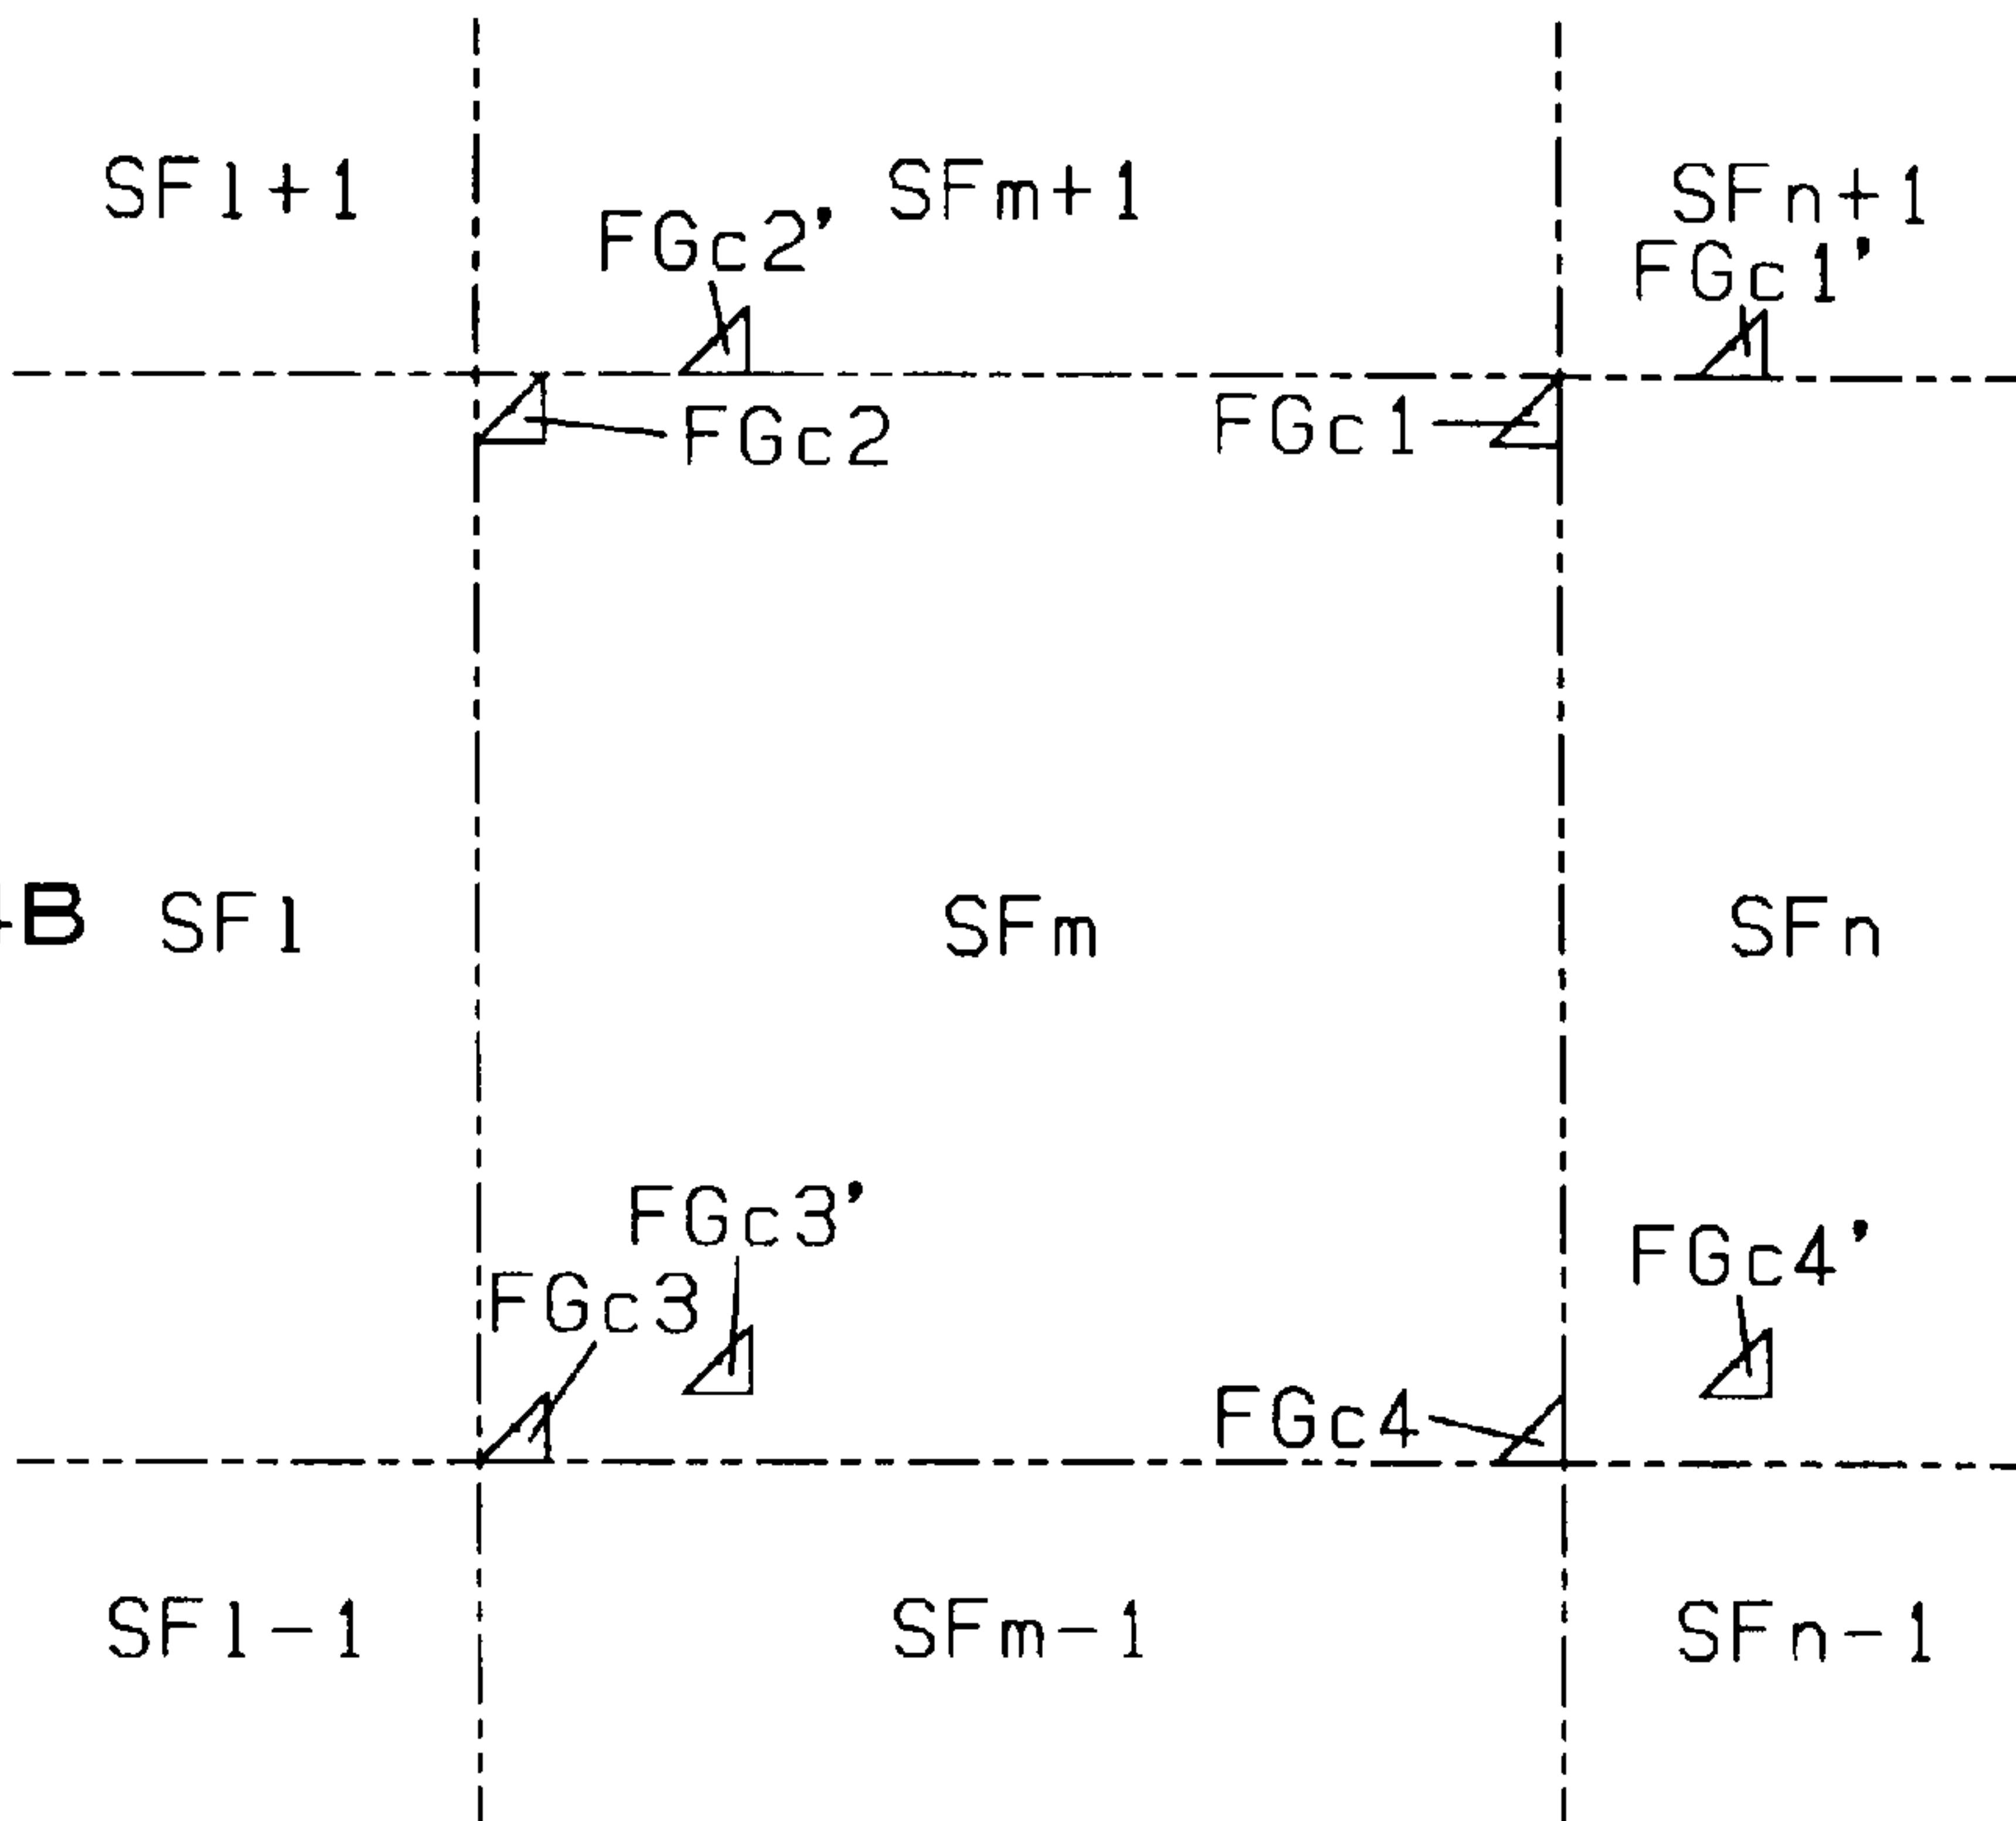 SFl+1 SFm+1 SFn+1
FGc2' FGc1'
FGc2 FGc1
B SFl SFm SFn
FGc3' FGc4'
FGc3
FGc4
SFl-1 SFm-1 SFn-1